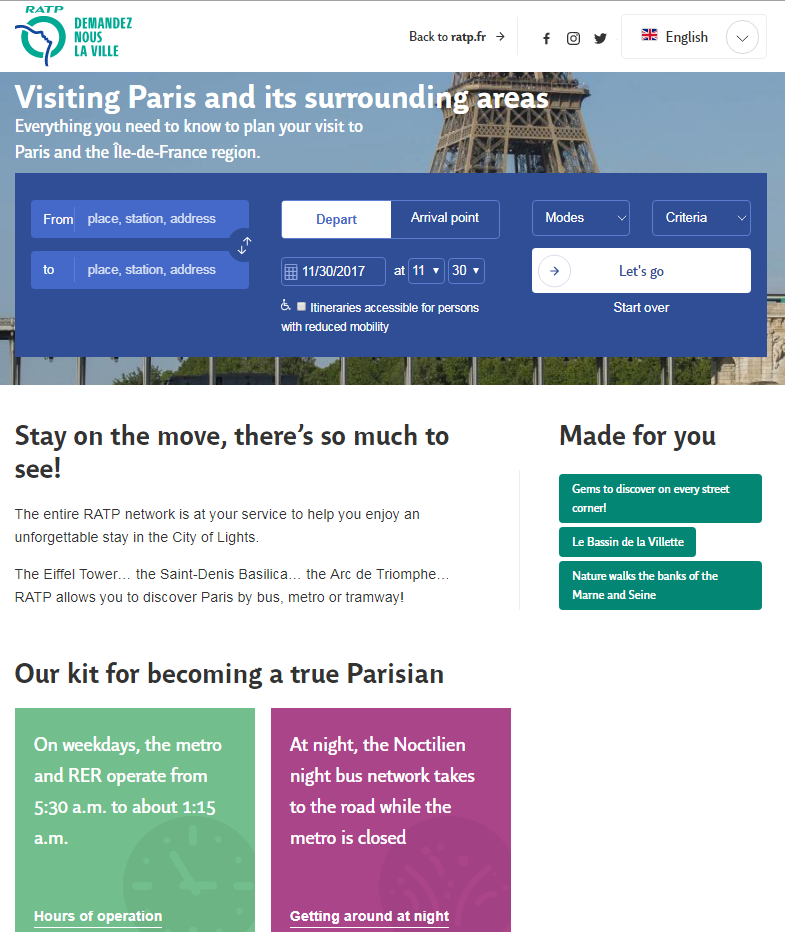 RATP
DEMANDEZ
NOUS
LA VILLE
Back to ratp.fr
English
Visiting Paris and its surrounding areas
Everything you need to know to plan your visit to
Paris and the Île-de-France region.
From place, station, address
to place, station, address
Depart Arrival point
11/30/2017 at 11 30
Itineraries accessible for persons
with reduced mobility
Modes Criteria
Let's go
Start over
Stay on the move, there’s so much to
see!
The entire RATP network is at your service to help you enjoy an
unforgettable stay in the City of Lights.
The Eiffel Tower… the Saint-Denis Basilica… the Arc de Triomphe…
RATP allows you to discover Paris by bus, metro or tramway!
Made for you
Gems to discover on every street
corner!
Le Bassin de la Villette
Nature walks the banks of the
Marne and Seine
Our kit for becoming a true Parisian
On weekdays, the metro
and RER operate from
5:30 a.m. to about 1:15
a.m.
Hours of operation
At night, the Noctilien
night bus network takes
to the road while the
metro is closed
Getting around at night